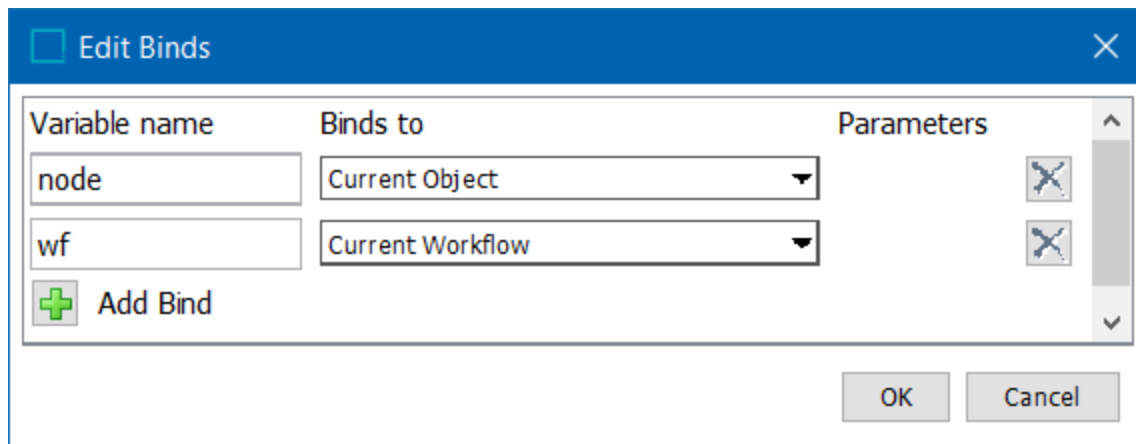 Edit Binds
Variable name Binds to Parameters
node Current Object
wf Current Workflow
Add Bind
OK Cancel